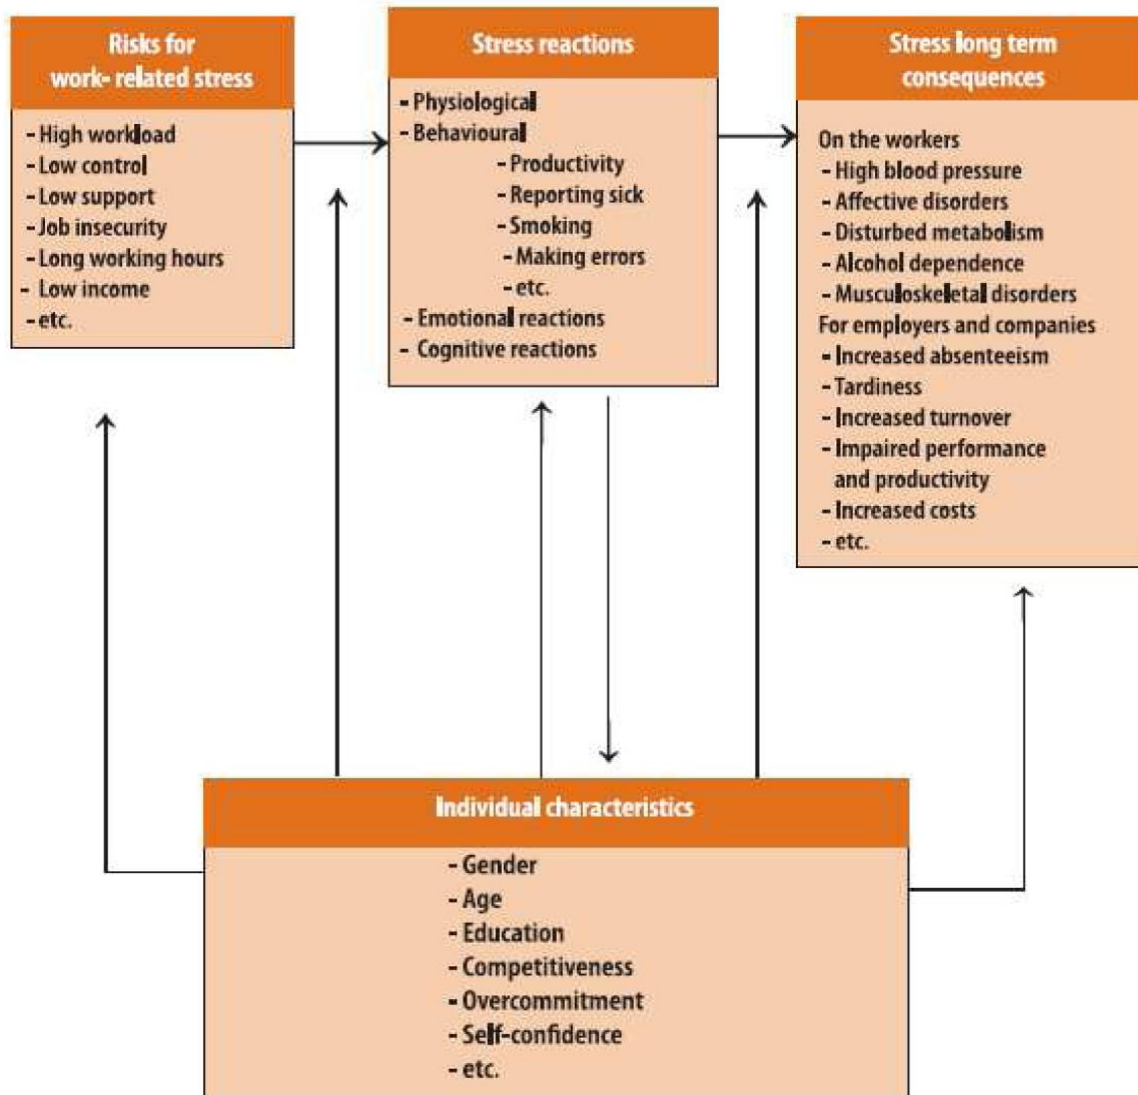 Risks for
work- related stress
- High workload
- Low control
- Low support
- Job insecurity
- Long working hours
- Low income
- etc.
Stress reactions
- Physiological
- Behavioural
- Productivity
- Reporting sick
- Smoking
- Making errors
- etc.
- Emotional reactions
- Cognitive reactions
Stress long term
consequences
On the workers
- High blood pressure
- Affective disorders
- Disturbed metabolism
- Alcohol dependence
- Musculoskeletal disorders
For employers and companies
- Increased absenteeism
- Tardiness
- Increased turnover
- Impaired performance
and productivity
- Increased costs
- etc.
Individual characteristics
- Gender
- Age
- Education
- Competitiveness
- Overcommitment
- Self-confidence
- etc.